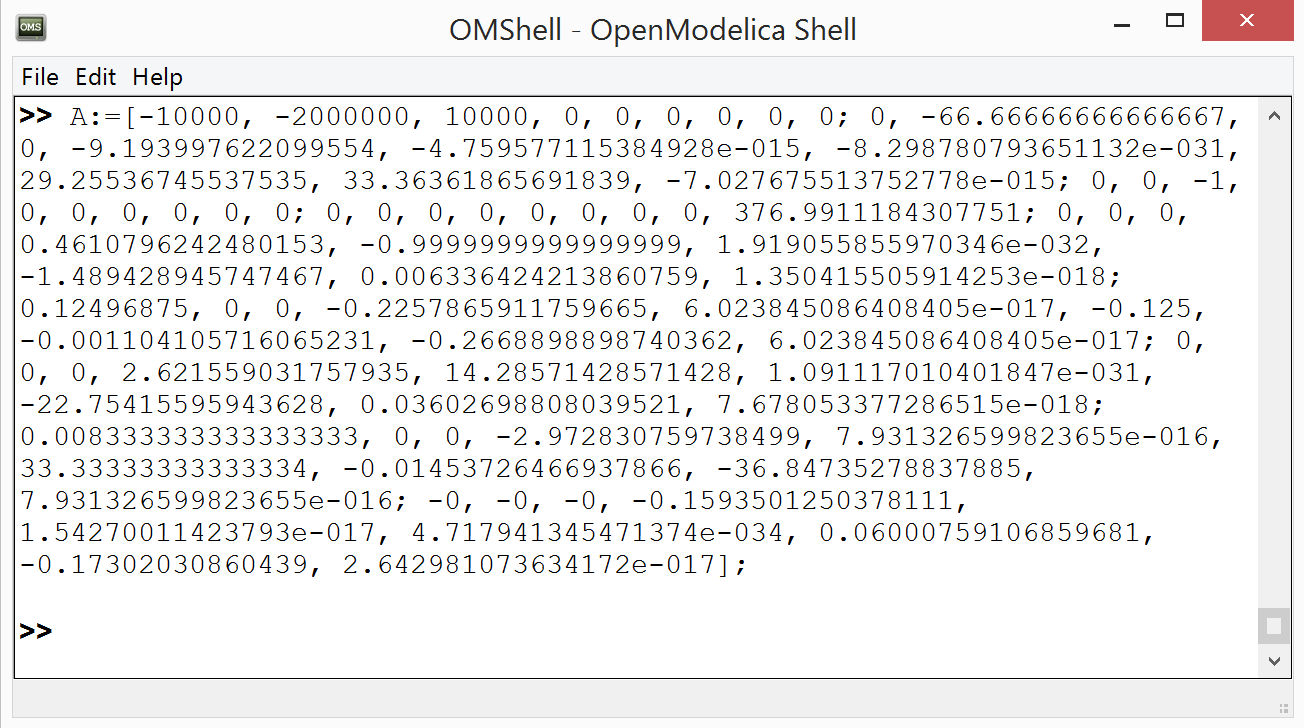 OMS
OMShell - OpenModelica Shell
File Edit Help
>> A:=[-10000, -2000000, 10000, 0, 0, 0, 0, 0, 0; 0, -66.66666666666667,
0, -9.193997622099554, -4.759577115384928e-015, -8.298780793651132e-031,
29.25536745537535, 33.36361865691839, -7.027675513752778e-015; 0, 0, -1,
0, 0, 0, 0, 0, 0; 0, 0, 0, 0, 0, 0, 0, 0, 376.9911184307751; 0, 0, 0,
0.4610796242480153, -0.9999999999999999, 1.919055855970346e-032,
-1.489428945747467, 0.006336424213860759, 1.350415505914253e-018;
0.12496875, 0, 0, -0.2257865911759665, 6.023845086408405e-017, -0.125,
-0.001104105716065231, -0.2668898898740362, 6.023845086408405e-017; 0,
0, 0, 2.621559031757935, 14.28571428571428, 1.091117010401847e-031,
-22.75415595943628, 0.03602698808039521, 7.678053377286515e-018;
0.008333333333333333, 0, 0, -2.972830759738499, 7.931326599823655e-016,
33.33333333333334, -0.01453726466937866, -36.84735278837885,
7.931326599823655e-016; -0, -0, -0, -0.1593501250378111,
1.54270011423793e-017, 4.717941345471374e-034, 0.06000759106859681,
-0.17302030860439, 2.642981073634172e-017];
>>